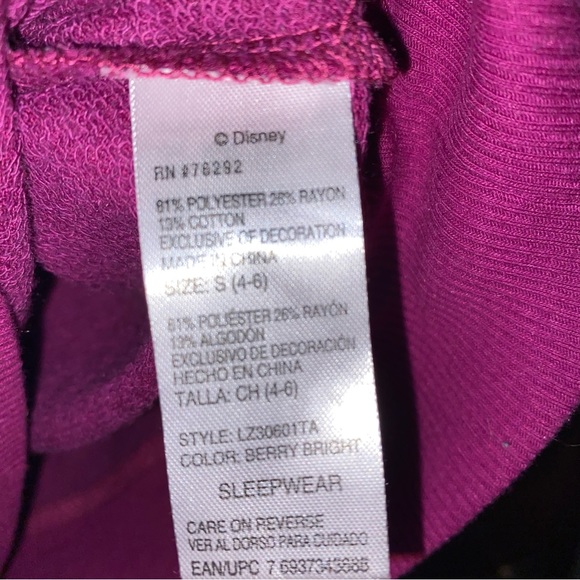 © Disney
RN #76292
61% POLYESTER 26% RAYON
13% COTTON
EXCLUSIVE OF DECORATION
MADE IN CHINA
SIZE: S (4-6)
61% POLIÉSTER 26% RAYÓN
13% ALGODÓN
EXCLUSIVO DE DECORACIÓN
HECHO EN CHINA
TALLA: CH (4-6)
STYLE: LZ30601TA
COLOR: BERRY BRIGHT
SLEEPWEAR
CARE ON REVERSE
VER AL DORSO PARA CUIDADO
EAN/UPC